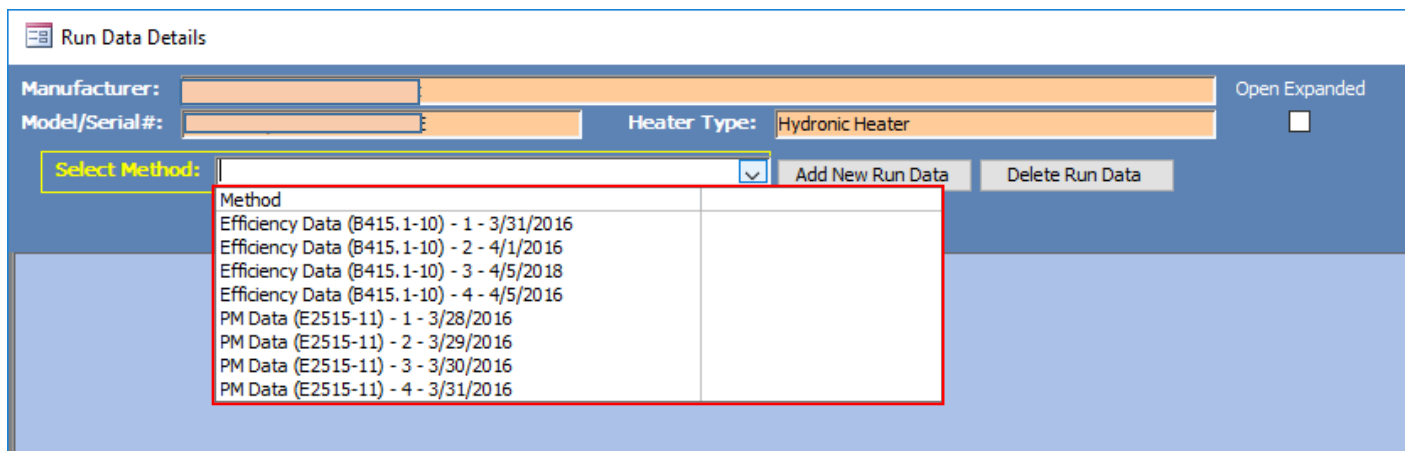 Run Data Details
Manufacturer:
Open Expanded
Model/Serial#: E Heater Type: Hydronic Heater
Select Method: Add New Run Data Delete Run Data
Method
Efficiency Data (B415.1-10) - 1 - 3/31/2016
Efficiency Data (B415.1-10) - 2 - 4/1/2016
Efficiency Data (B415.1-10) - 3 - 4/5/2018
Efficiency Data (B415.1-10) - 4 - 4/5/2016
PM Data (E2515-11) - 1 - 3/28/2016
PM Data (E2515-11) - 2 - 3/29/2016
PM Data (E2515-11) - 3 - 3/30/2016
PM Data (E2515-11) - 4 - 3/31/2016